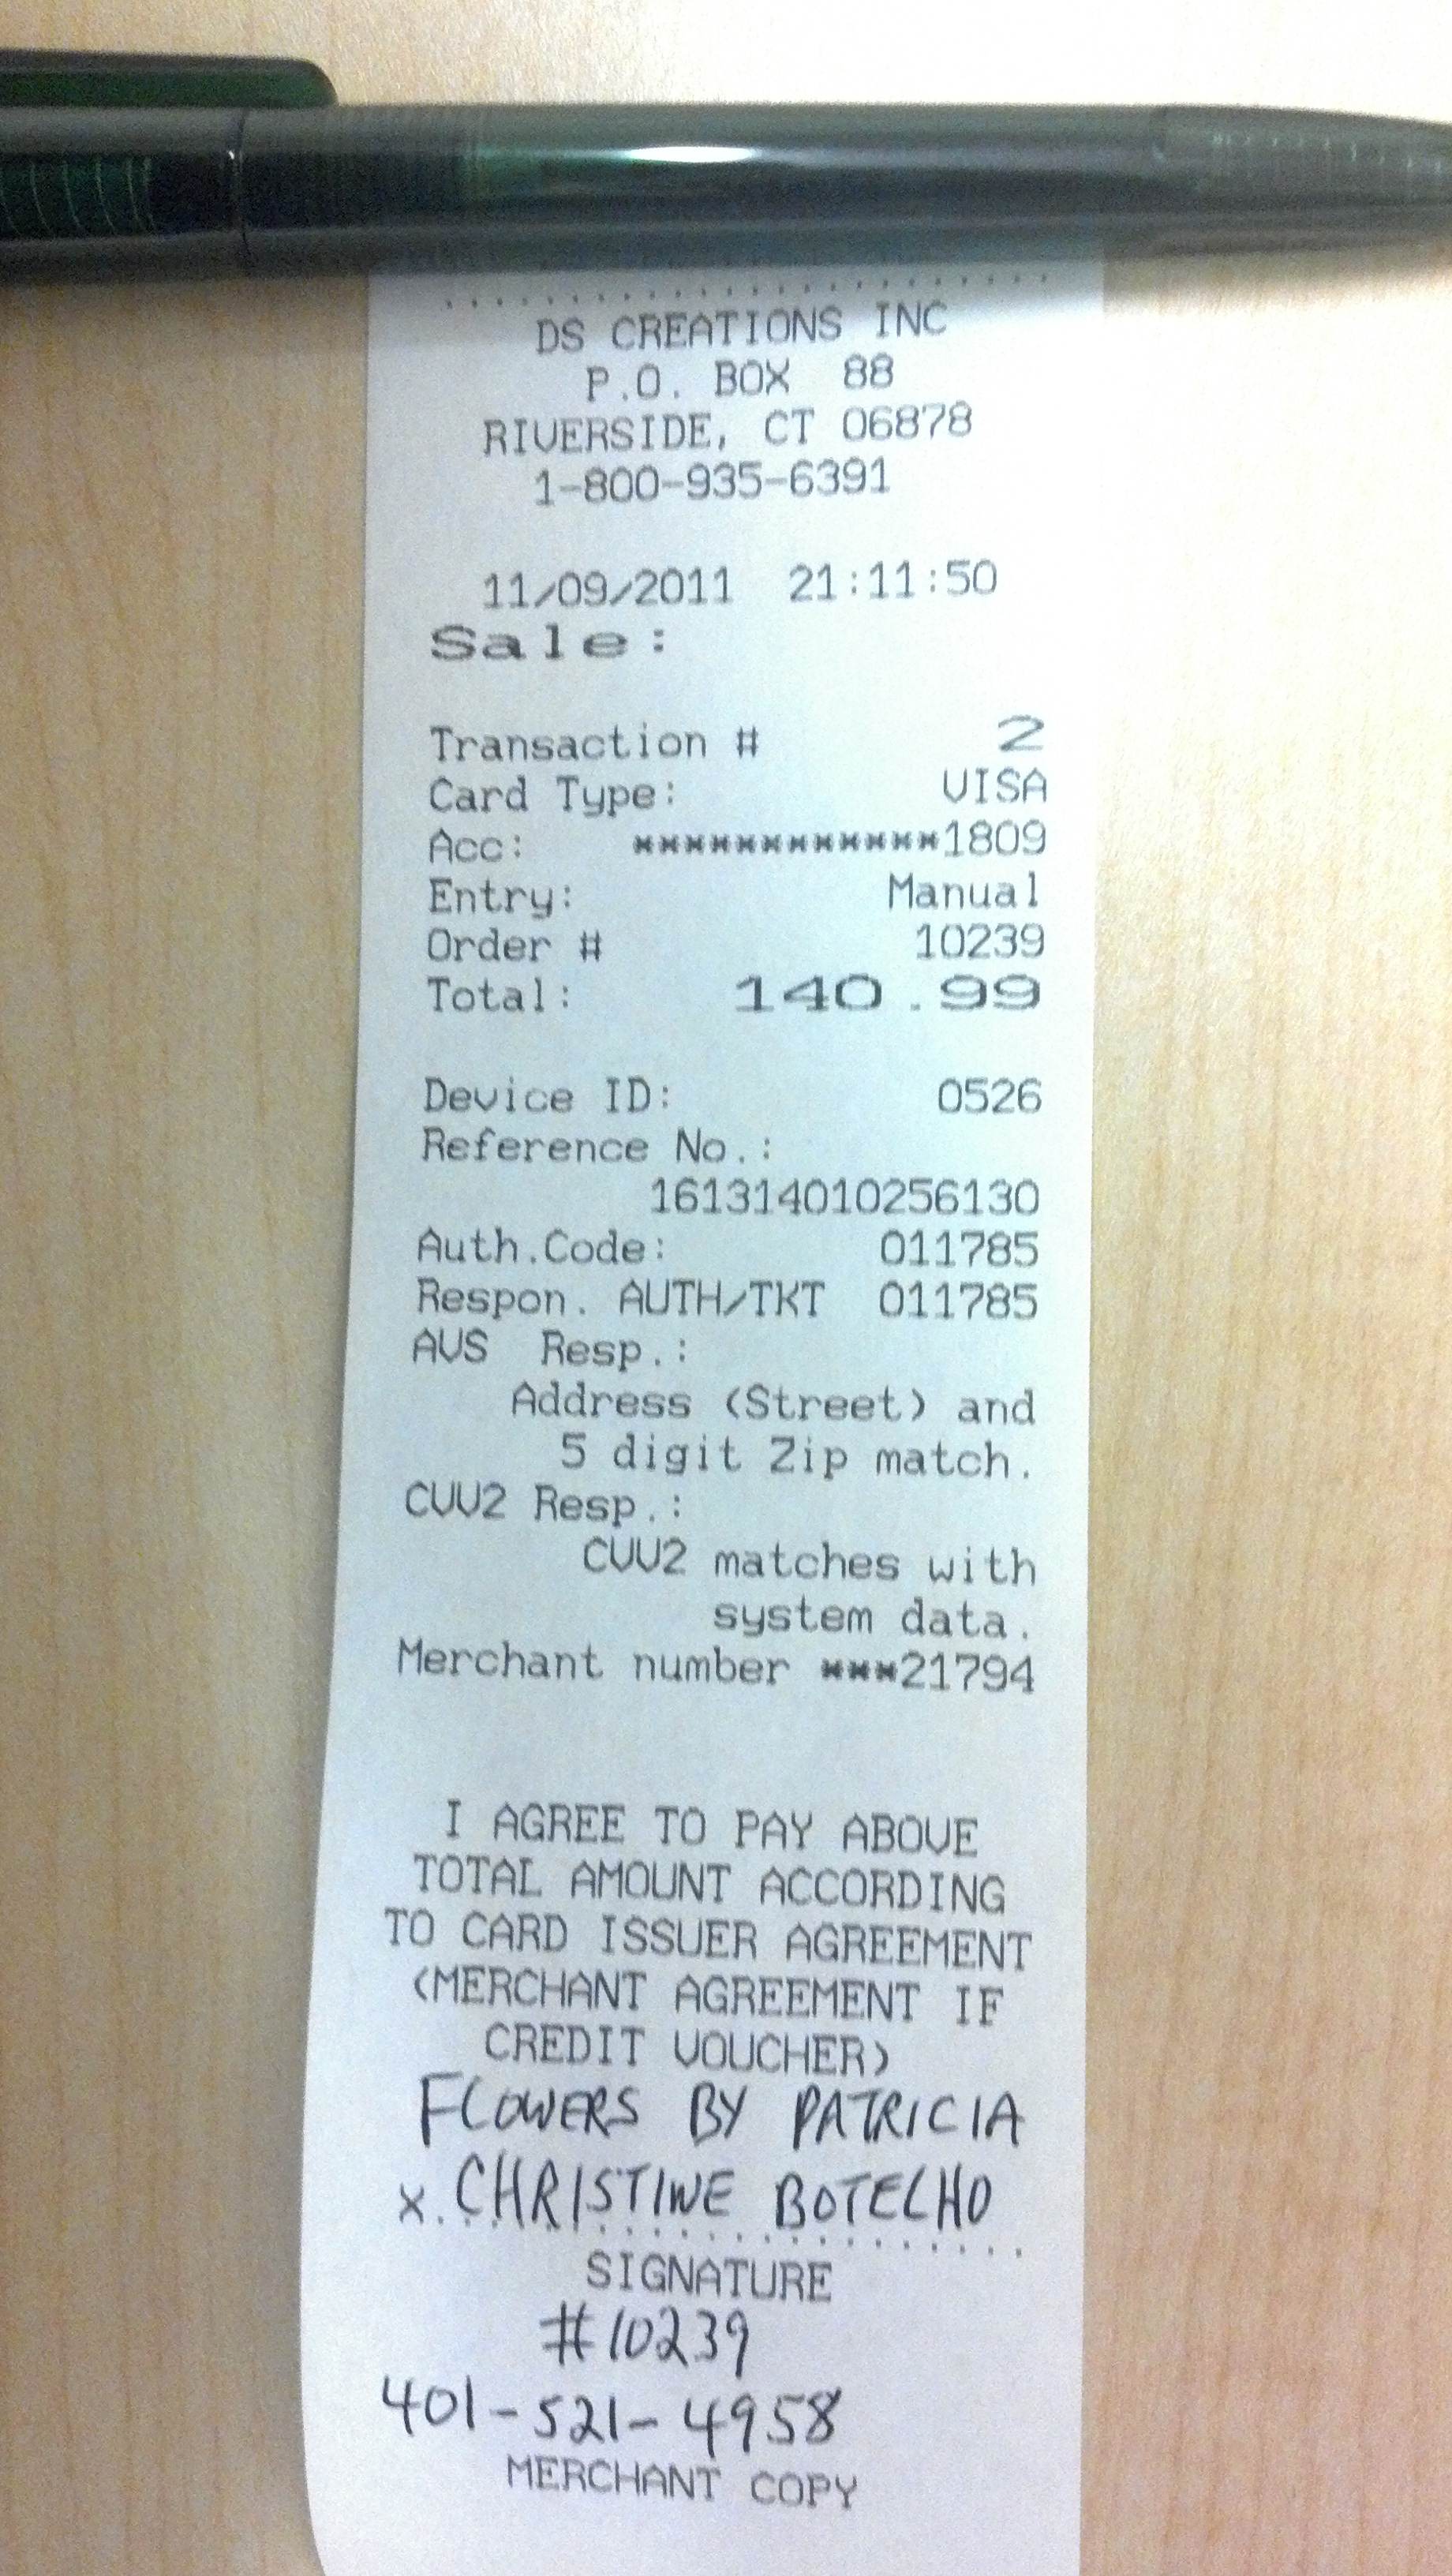 DS CREATIONS INC
P.O. BOX 88
RIVERSIDE, CT 06878
1-800-935-6391
11/09/2011 21:11:50
Sale:
Transaction # 2
Card Type: VISA
Acc: ************1809
Entry: Manual
Order # 10239
Total: 140.99
Device ID: 0526
Reference No.:
161314010256130
Auth.Code: 011785
Respon. AUTH/TKT 011785
AVS Resp.:
Address (Street) and
5 digit Zip match.
CVV2 Resp.:
CVV2 matches with
system data.
Merchant number ***21794
I AGREE TO PAY ABOVE
TOTAL AMOUNT ACCORDING
TO CARD ISSUER AGREEMENT
(MERCHANT AGREEMENT IF
CREDIT VOUCHER)
FLOWERS BY PATRICIA
x. CHRISTINE BOTELHO
SIGNATURE
#10239
401-521-4958
MERCHANT COPY